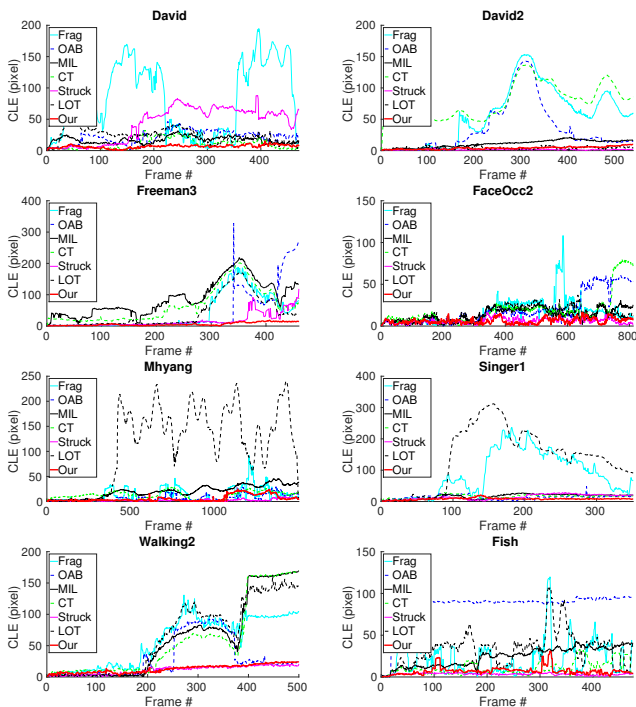 David
CLE (pixel)
200
150
100
50
0
Frag
OAB
MIL
CT
Struck
LOT
Our
0 100 200 300 400
Frame #
David2
CLE (pixel)
200
150
100
50
0
Frag
OAB
MIL
CT
Struck
LOT
Our
100 200 300 400 500
Frame #
Freeman3
CLE (pixel)
400
300
200
100
0
Frag
OAB
MIL
CT
Struck
LOT
Our
0 100 200 300 400
Frame #
FaceOcc2
CLE (pixel)
150
100
50
0
Frag
OAB
MIL
CT
Struck
LOT
Our
200 400 600 800
Frame #
Mhyang
CLE (pixel)
250
200
150
100
50
0
Frag
OAB
MIL
CT
Struck
LOT
Our
500 1000
Frame #
Singer1
CLE (pixel)
400
300
200
100
0
Frag
OAB
MIL
CT
Struck
LOT
Our
100 200 300
Frame #
Walking2
CLE (pixel)
200
150
100
50
0
Frag
OAB
MIL
CT
Struck
LOT
Our
0 100 200 300 400 500
Frame #
Fish
CLE (pixel)
150
100
50
0
Frag
OAB
MIL
CT
Struck
LOT
Our
0 100 200 300 400
Frame #